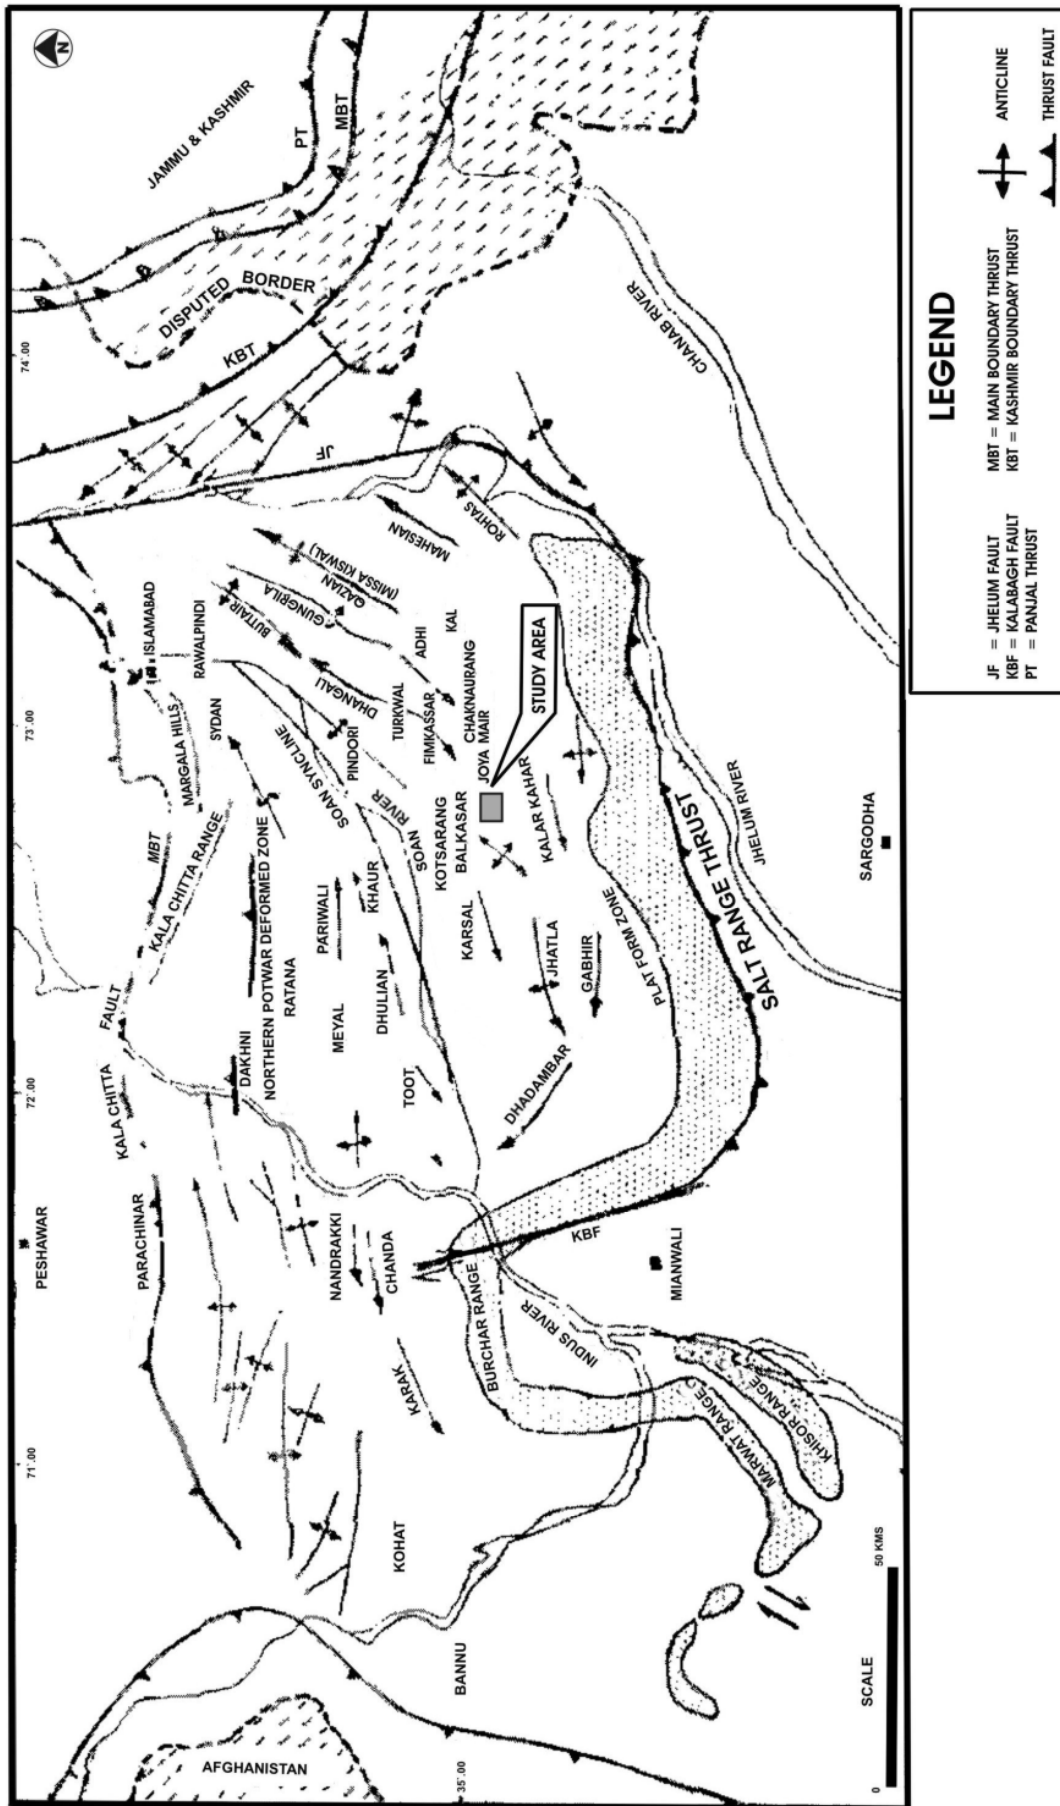 N
JAMMU & KASHMIR
PT
MBT
DISPUTED BORDER
KBT
74°.00
73°.00
72°.00
71°.00
35°.00
CHANAB RIVER
JF
MAHESIAN
ROHTAS
QAZIAN
(MISSA KISWAL)
GUNGRILA
BUTTAIR
DHANGALI
ISLAMABAD
RAWALPINDI
MARGALA HILLS
SYDAN
ADHI
KAL
TURKWAL
FIMKASSAR
CHAKNAURANG
JOYA MAIR
STUDY AREA
PINDORI
SOAN SYNCLINE
RIVER
SOAN
KOTSARANG
BALKASAR
KALAR KAHAR
MBT
KALA CHITTA RANGE
NORTHERN POTWAR DEFORMED ZONE
RATANA
PARIWALI
KHAUR
KARSAL
MEYAL
DHULIAN
JHATLA
GABHIR
PLAT FORM ZONE
SALT RANGE THRUST
JHELUM RIVER
SARGODHA
FAULT
KALA CHITTA
DAKHNI
TOOT
DHADAMBAR
PESHAWAR
PARACHINAR
NANDRAKKI
CHANDA
KBF
MIANWALI
BURCHAR RANGE
INDUS RIVER
KARAK
MARWAT RANGE
KHISOR RANGE
KOHAT
BANNU
AFGHANISTAN
SCALE
0
50 KMS
LEGEND
JF = JHELUM FAULT
KBF = KALABAGH FAULT
PT = PANJAL THRUST
MBT = MAIN BOUNDARY THRUST
KBT = KASHMIR BOUNDARY THRUST
ANTICLINE
THRUST FAULT